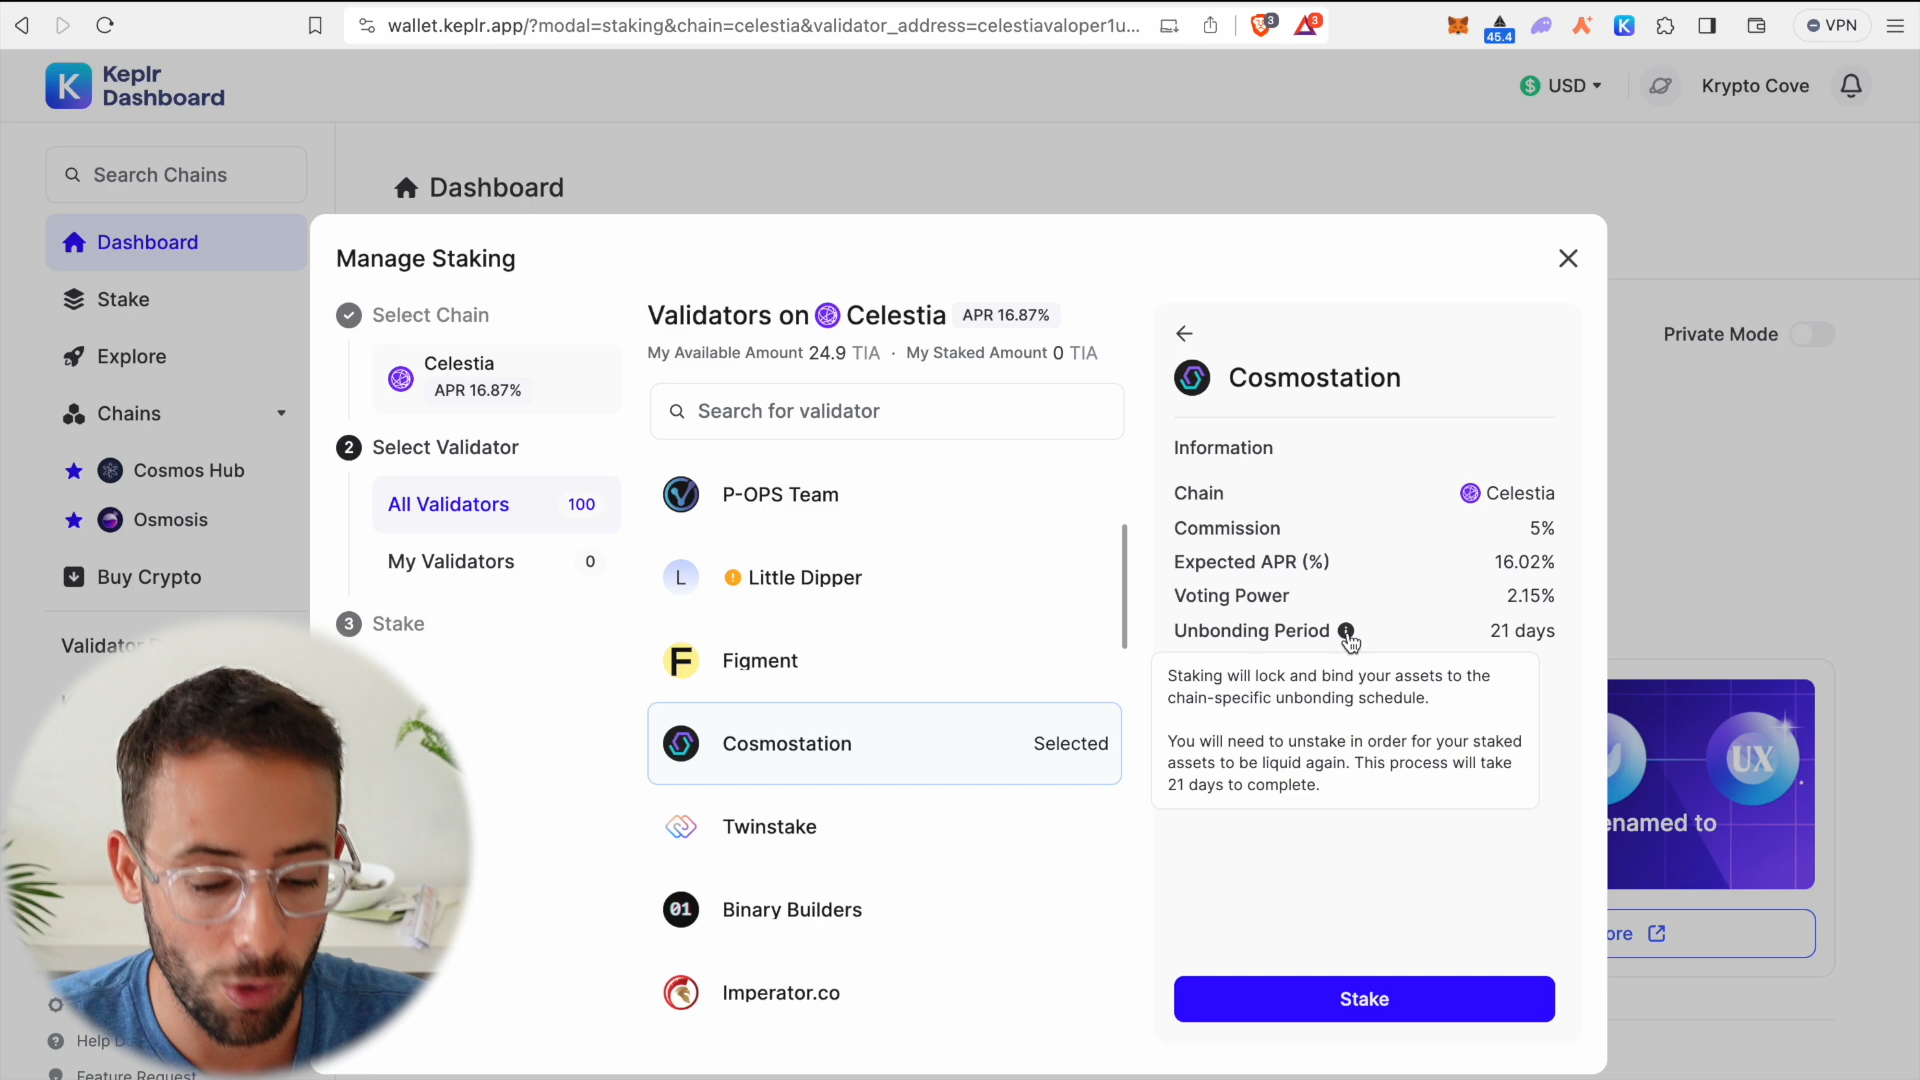 wallet.keplr.app/?modal=staking&chain=celestia&validator_address=celestiavaloper1u...
3
3
45.4
K
VPN
K
Keplr
Dashboard
$
USD
Krypto Cove
Search Chains
Dashboard
Dashboard
Stake
Explore
Chains
Cosmos Hub
Osmosis
Buy Crypto
Validator
Help
Feature Request
Private Mode
Manage Staking
Select Chain
Celestia
APR 16.87%
2
Select Validator
All Validators
100
My Validators
0
3
Stake
Validators on Celestia
APR 16.87%
My Available Amount 24.9 TIA · My Staked Amount 0 TIA
Search for validator
P-OPS Team
L
Little Dipper
F
Figment
Cosmostation
Selected
Twinstake
01
Binary Builders
Imperator.co
Cosmostation
Information
Chain
Celestia
Commission
5%
Expected APR (%)
16.02%
Voting Power
2.15%
Unbonding Period
21 days
Staking will lock and bind your assets to the
chain-specific unbonding schedule.
You will need to unstake in order for your staked
assets to be liquid again. This process will take
21 days to complete.
Stake
UX
enamed to
ore